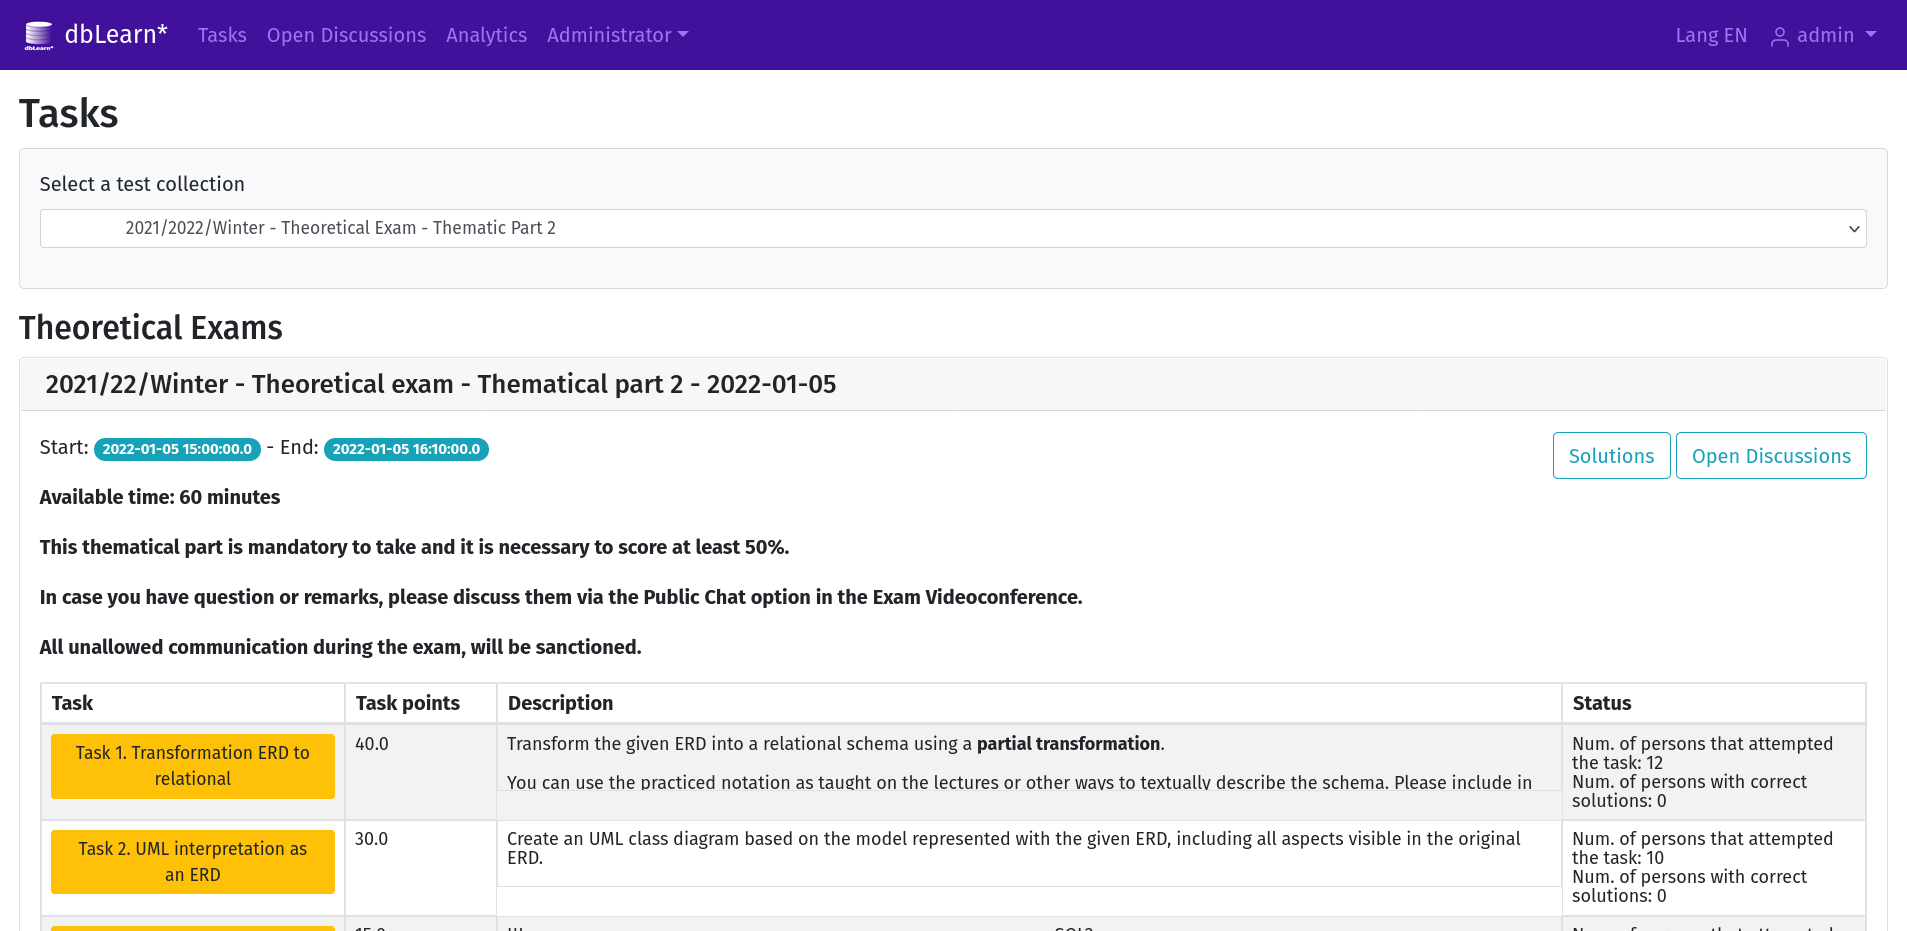 dbLearn* dbLearn* Tasks Open Discussions Analytics Administrator Lang EN admin
Tasks
Select a test collection
2021/2022/Winter - Theoretical Exam - Thematic Part 2
Theoretical Exams
2021/22/Winter - Theoretical exam - Thematical part 2 - 2022-01-05
Start: 2022-01-05 15:00:00.0 - End: 2022-01-05 16:10:00.0
Solutions Open Discussions
Available time: 60 minutes
This thematical part is mandatory to take and it is necessary to score at least 50%.
In case you have question or remarks, please discuss them via the Public Chat option in the Exam Videoconference.
All unallowed communication during the exam, will be sanctioned.
Task Task points Description Status
Task 1. Transformation ERD to
relational
40.0
Transform the given ERD into a relational schema using a partial transformation.
You can use the practiced notation as taught on the lectures or other ways to textually describe the schema. Please include in
Num. of persons that attempted
the task: 12
Num. of persons with correct
solutions: 0
Task 2. UML interpretation as
an ERD
30.0
Create an UML class diagram based on the model represented with the given ERD, including all aspects visible in the original
ERD.
Num. of persons that attempted
the task: 10
Num. of persons with correct
solutions: 0